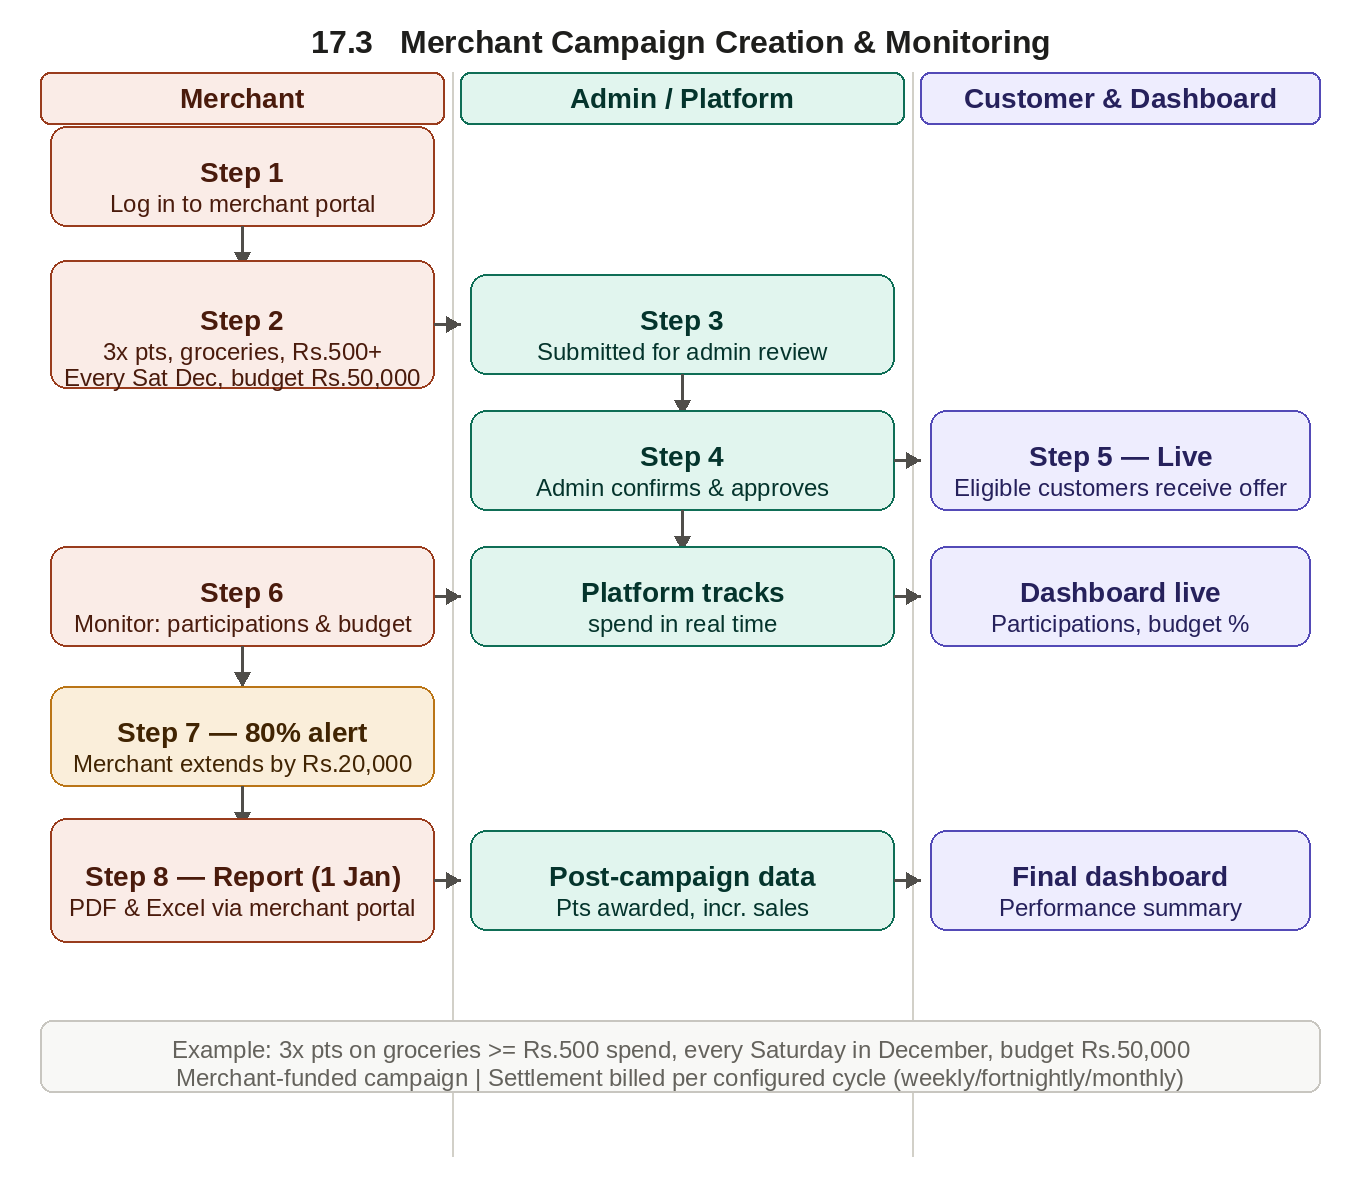 17.3   Merchant Campaign Creation & Monitoring
Merchant
Admin / Platform
Customer & Dashboard
Step 1
Log in to merchant portal
Step 2
3x pts, groceries, Rs.500+
Every Sat Dec, budget Rs.50,000
Step 3
Submitted for admin review
Step 4
Admin confirms & approves
Step 5 — Live
Eligible customers receive offer
Step 6
Monitor: participations & budget
Platform tracks
spend in real time
Dashboard live
Participations, budget %
Step 7 — 80% alert
Merchant extends by Rs.20,000
Step 8 — Report (1 Jan)
PDF & Excel via merchant portal
Post-campaign data
Pts awarded, incr. sales
Final dashboard
Performance summary
Example: 3x pts on groceries >= Rs.500 spend, every Saturday in December, budget Rs.50,000
Merchant-funded campaign | Settlement billed per configured cycle (weekly/fortnightly/monthly)